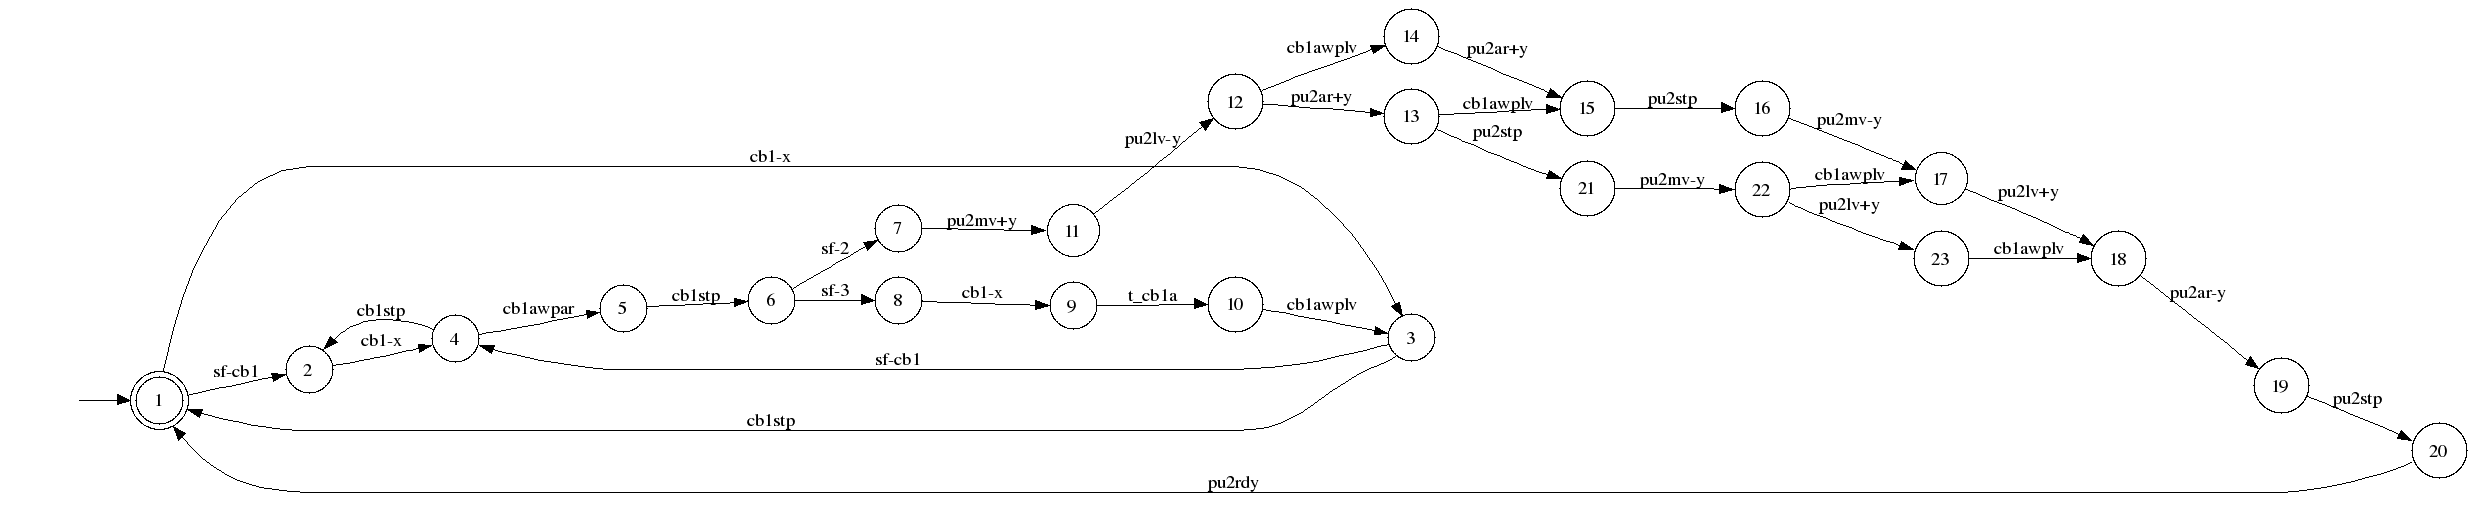 14
cb1awplv
pu2ar+y
12
pu2ar+y
13
cb1awplv
15
pu2stp
16
pu2stp
pu2mv-y
pu2lv-y
cb1-x
21
pu2mv-y
22
cb1awplv
17
pu2lv+y
pu2lv+y
7
pu2mv+y
11
sf-2
23
cb1awplv
18
6
sf-3
8
cb1-x
9
t_cb1a
10
cb1awplv
pu2ar-y
cb1stp
cb1awpar
5
cb1stp
4
3
cb1-x
sf-cb1
2
sf-cb1
1
19
pu2stp
cb1stp
20
pu2rdy